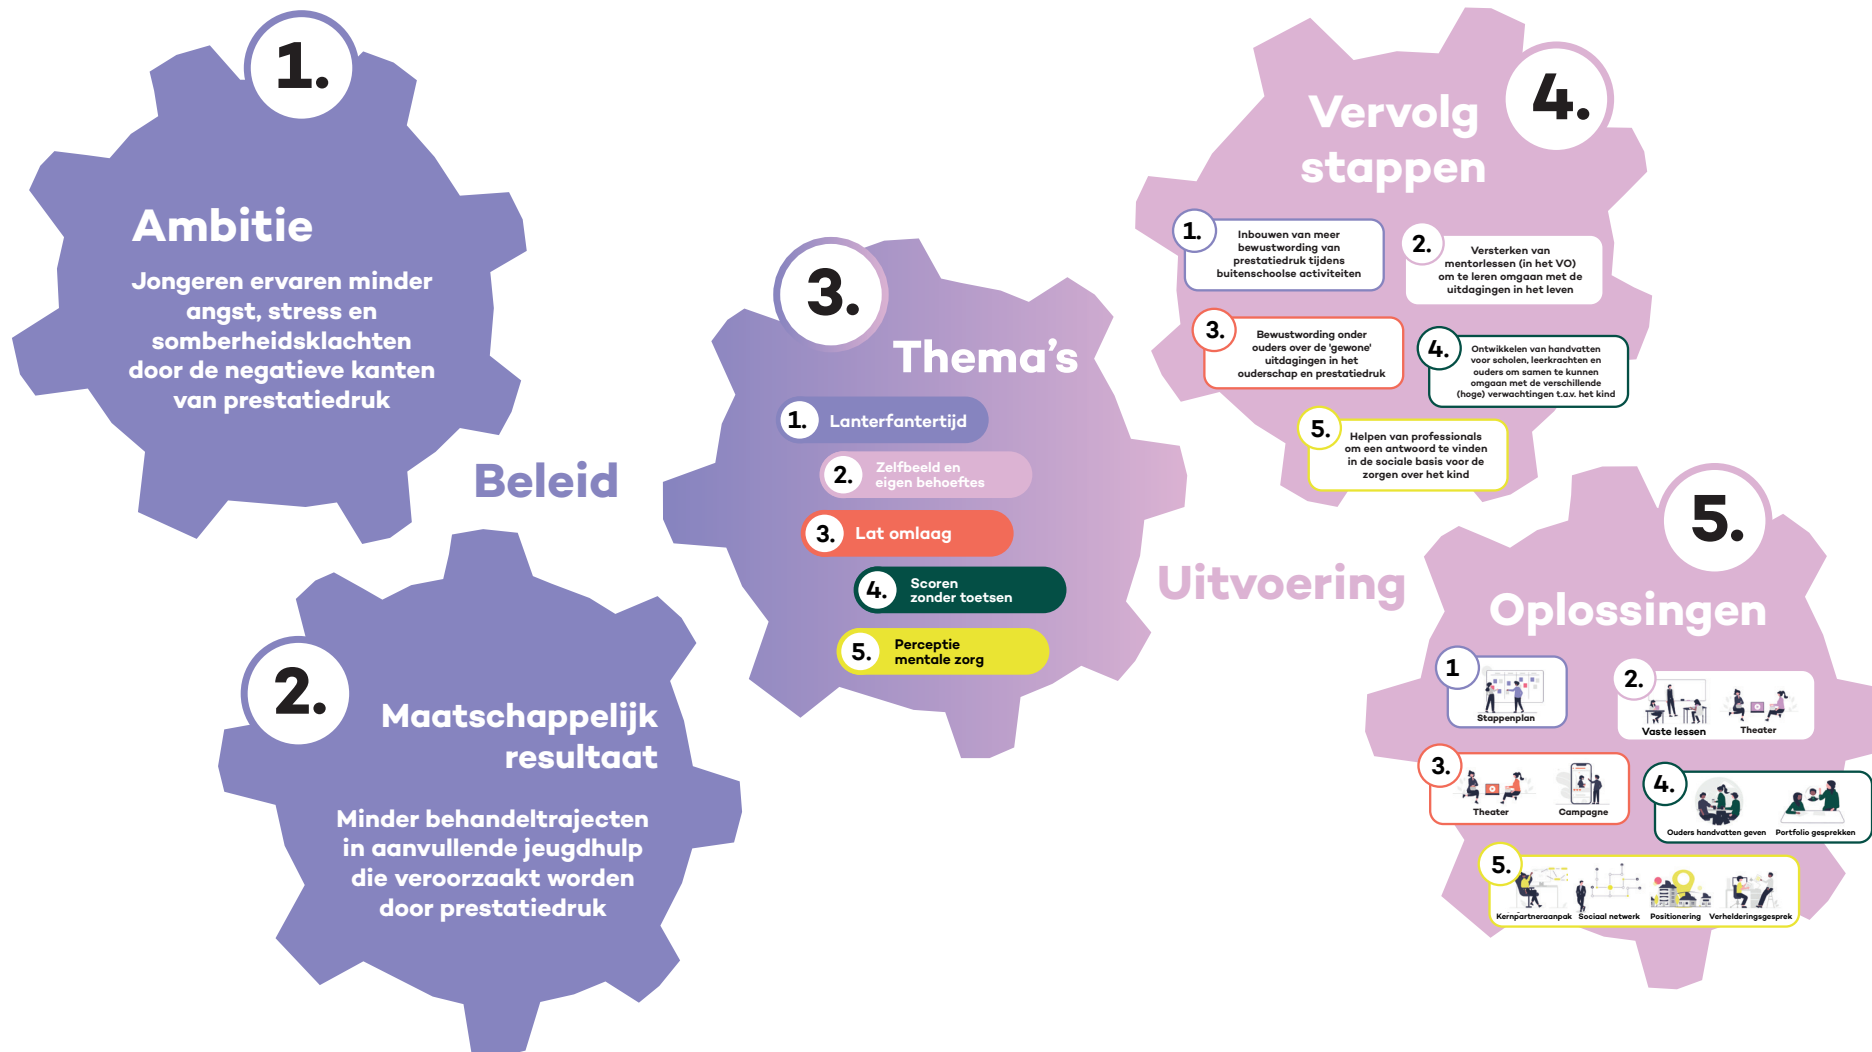 1.
Ambitie
Jongeren ervaren minder
angst, stress en
somberheidsklachten
door de negatieve kanten
van prestatiedruk
Beleid
2.
Maatschappelijk
resultaat
Minder behandeltrajecten
in aanvullende jeugdhulp
die veroorzaakt worden
door prestatiedruk
3.
Thema's
1.
Lanterfantertijd
2.
Zelfbeeld en
eigen behoeftes
3.
Lat omlaag
4.
Scoren
zonder toetsen
5.
Perceptie
mentale zorg
Uitvoering
4.
Vervolg
stappen
1.
Inbouwen van meer
bewustwording van
prestatiedruk tijdens
buitenschoolse activiteiten
2.
Versterken van
mentorlessen (in het VO)
om te leren omgaan met de
uitdagingen in het leven
3.
Bewustwording onder
ouders over de 'gewone'
uitdagingen in het
ouderschap en prestatiedruk
4.
Ontwikkelen van handvatten
voor scholen, leerkrachten en
ouders om samen te kunnen
omgaan met de verschillende
(hoge) verwachtingen t.a.v. het kind
5.
Helpen van professionals
om een antwoord te vinden
in de sociale basis voor de
zorgen over het kind
5.
Oplossingen
1
Stappenplan
2.
Vaste lessen
Theater
3.
Theater
Campagne
4.
Ouders handvatten geven
Portfolio gesprekken
5.
Kernpartneraanpak
Sociaal netwerk
Positionering
Verhelderingsgesprek